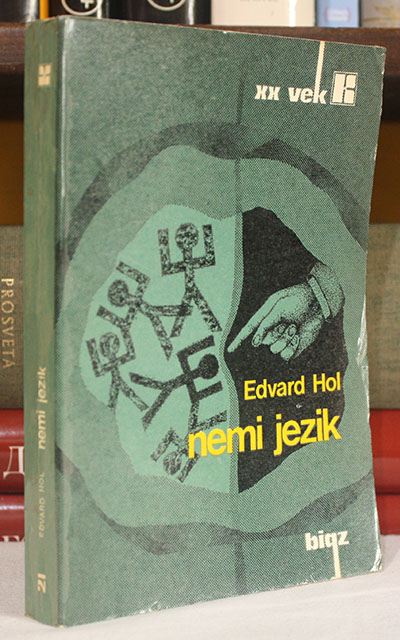 xx vek
Edvard Hol
nemi jezik
bigz
21 EDVARD HOL nemi jezik
PROSVETA